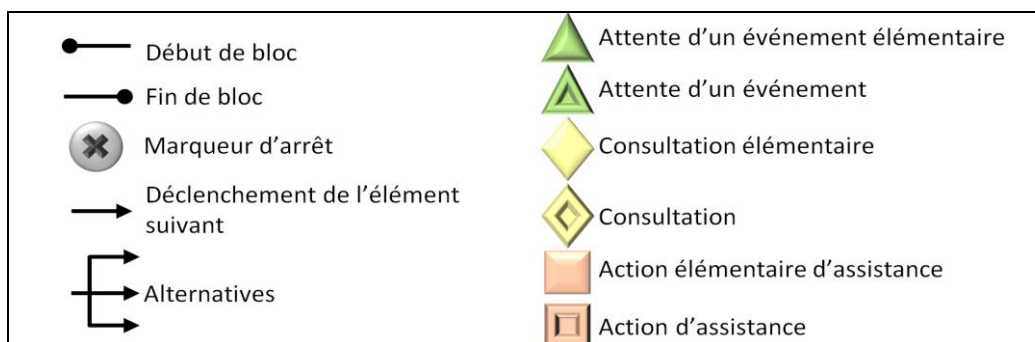 Début de bloc
Fin de bloc
Marqueur d'arrêt
Déclenchement de l'élément
suivant
Alternatives
Attente d'un événement élémentaire
Attente d'un événement
Consultation élémentaire
Consultation
Action élémentaire d'assistance
Action d'assistance